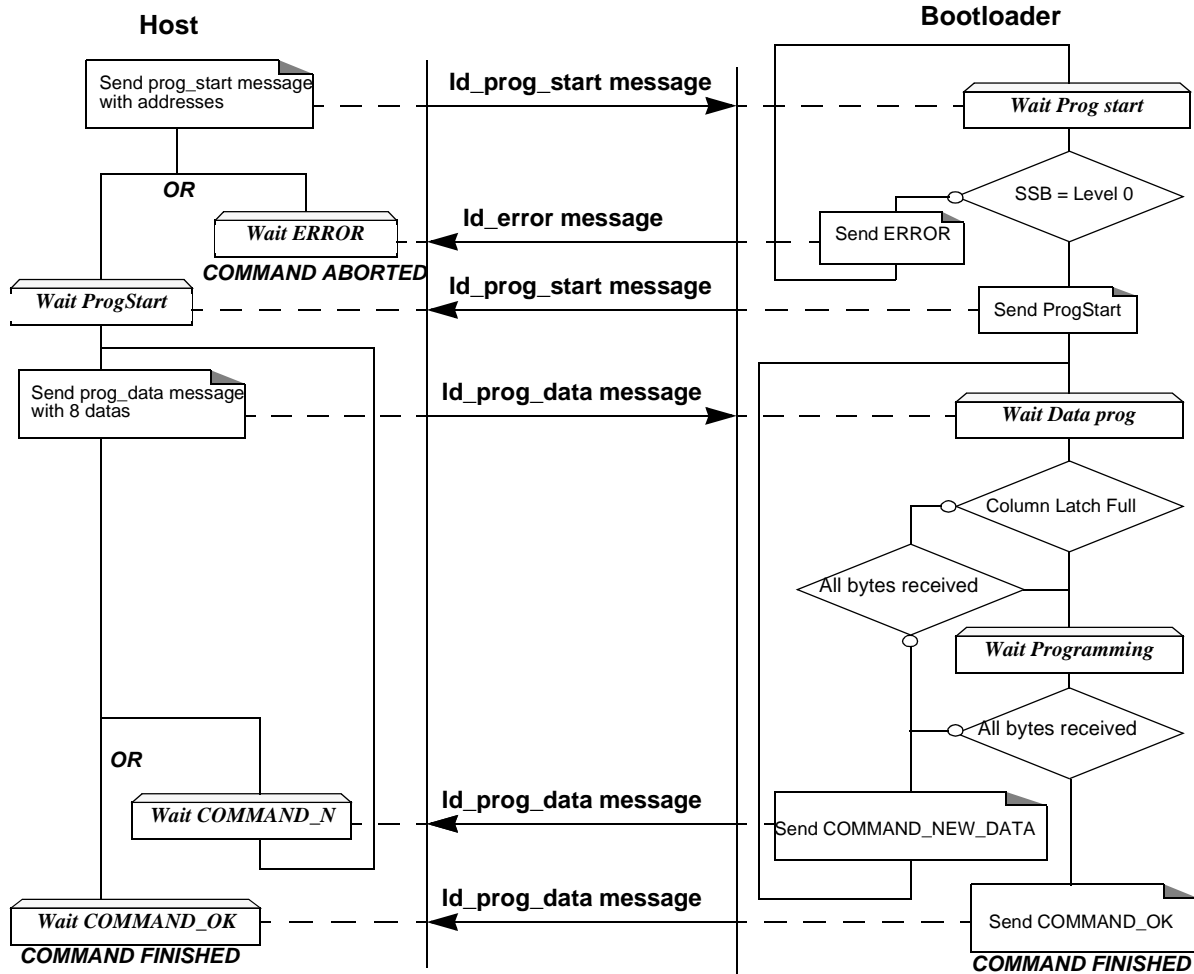 Host
Bootloader
Send prog_start message
with addresses
Id_prog_start message
Wait Prog start
OR
SSB = Level 0
Wait ERROR
Id_error message
Send ERROR
COMMAND ABORTED
Wait ProgStart
Id_prog_start message
Send ProgStart
Send prog_data message
with 8 datas
Id_prog_data message
Wait Data prog
Column Latch Full
All bytes received
Wait Programming
All bytes received
OR
Wait COMMAND_N
Id_prog_data message
Send COMMAND_NEW_DATA
Wait COMMAND_OK
Id_prog_data message
Send COMMAND_OK
COMMAND FINISHED
COMMAND FINISHED